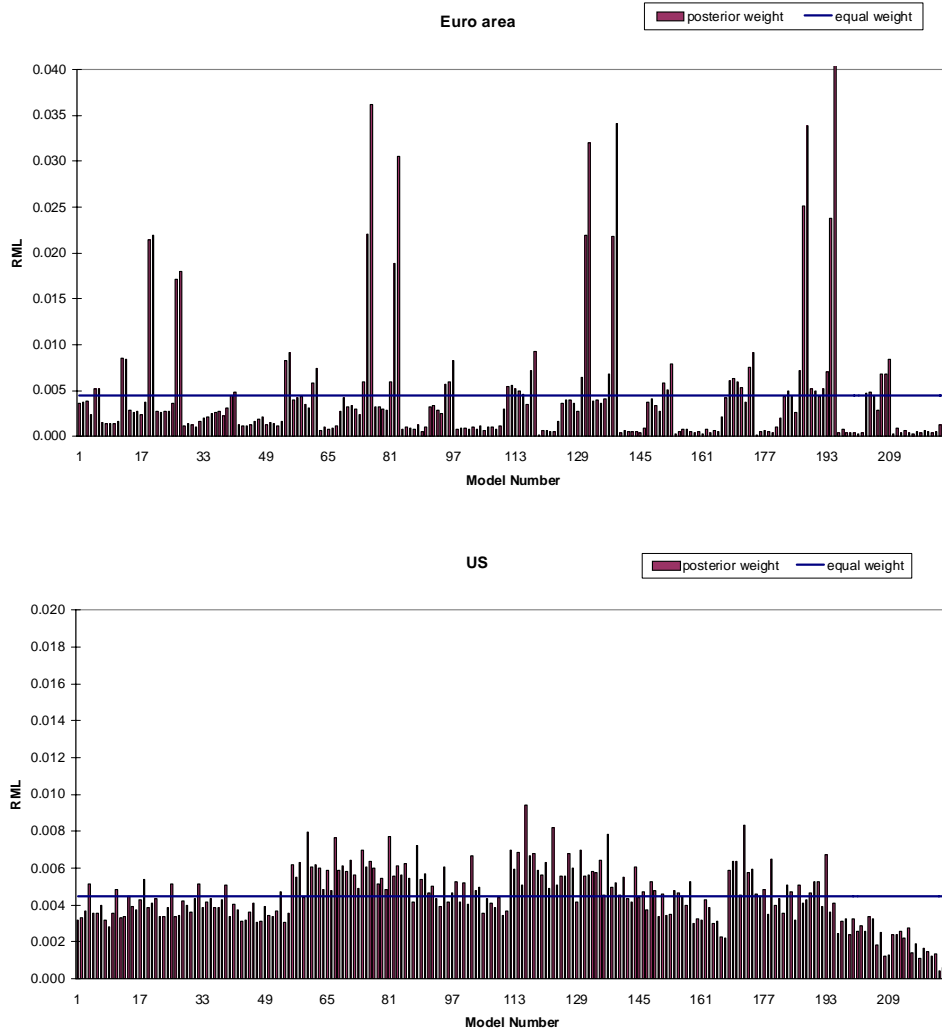 Euro area
posterior weight equal weight
0.040
0.035
0.030
0.025
0.020
0.015
0.010
0.005
0.000
RML
1 17 33 49 65 81 97 113 129 145 161 177 193 209
Model Number
US
posterior weight equal weight
0.020
0.018
0.016
0.014
0.012
0.010
0.008
0.006
0.004
0.002
0.000
RML
1 17 33 49 65 81 97 113 129 145 161 177 193 209
Model Number